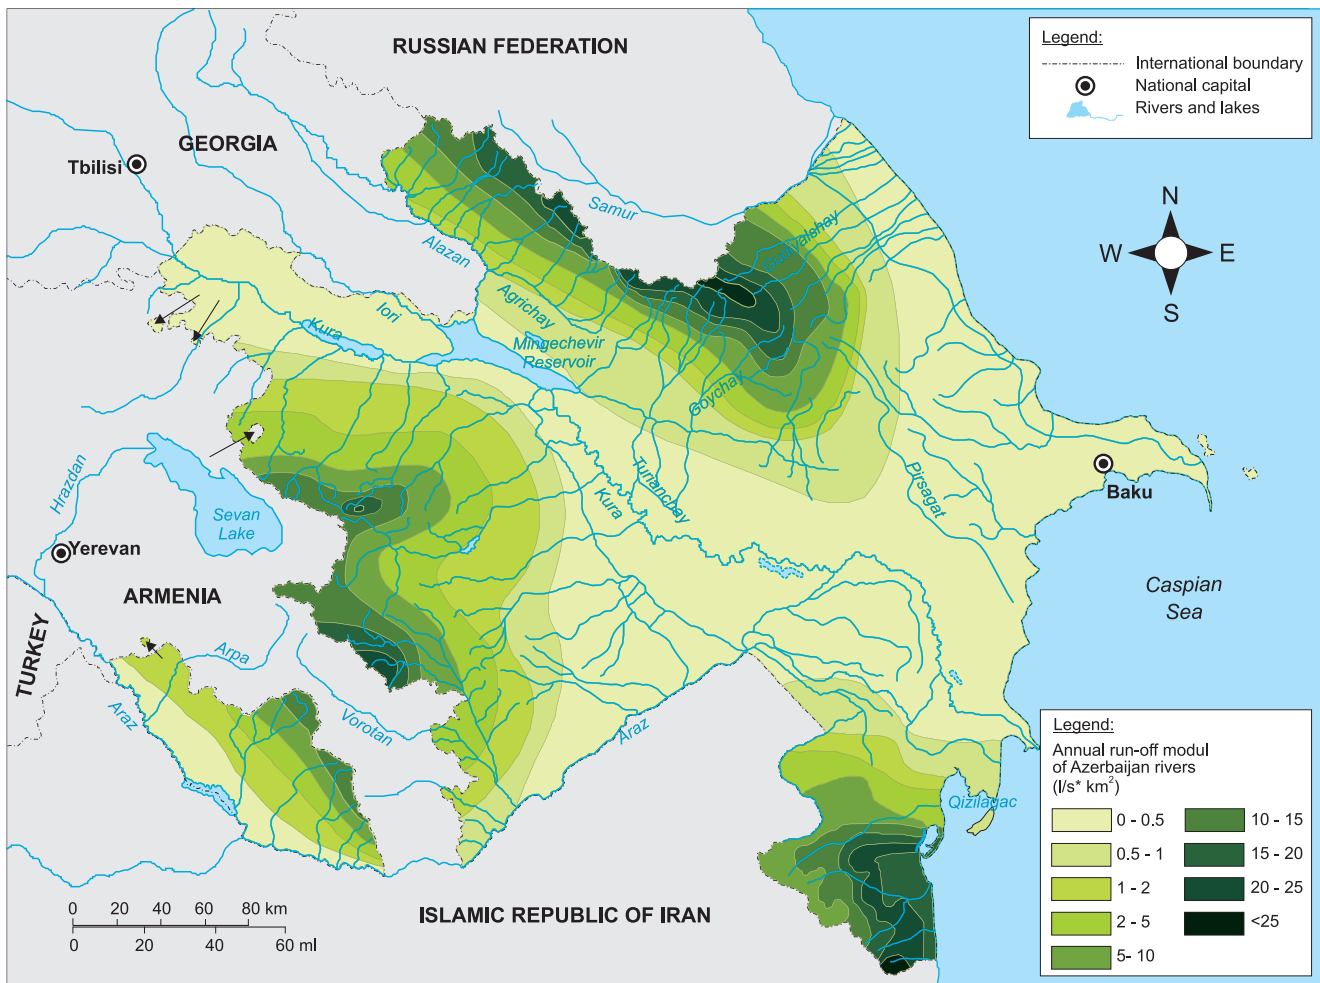 RUSSIAN FEDERATION
Legend:
International boundary
National capital
Rivers and lakes
GEORGIA
Tbilisi
Samur
Alazan
Gudiyalshay
N
W
E
S
Iori
Agrichay
Kura
Mingechevir
Reservoir
Goychay
Hrazdan
Sevan
Lake
Yerevan
Kura
Turianchay
Pirsagat
Baku
ARMENIA
TURKEY
Arpa
Araz
Vorotan
Araz
Caspian
Sea
Qizilagac
ISLAMIC REPUBLIC OF IRAN
0 20 40 60 80 km
0 20 40 60 ml
Legend:
Annual run-off modul
of Azerbaijan rivers
(l/s* km²)
0 - 0.5
0.5 - 1
1 - 2
2 - 5
5- 10
10 - 15
15 - 20
20 - 25
<25